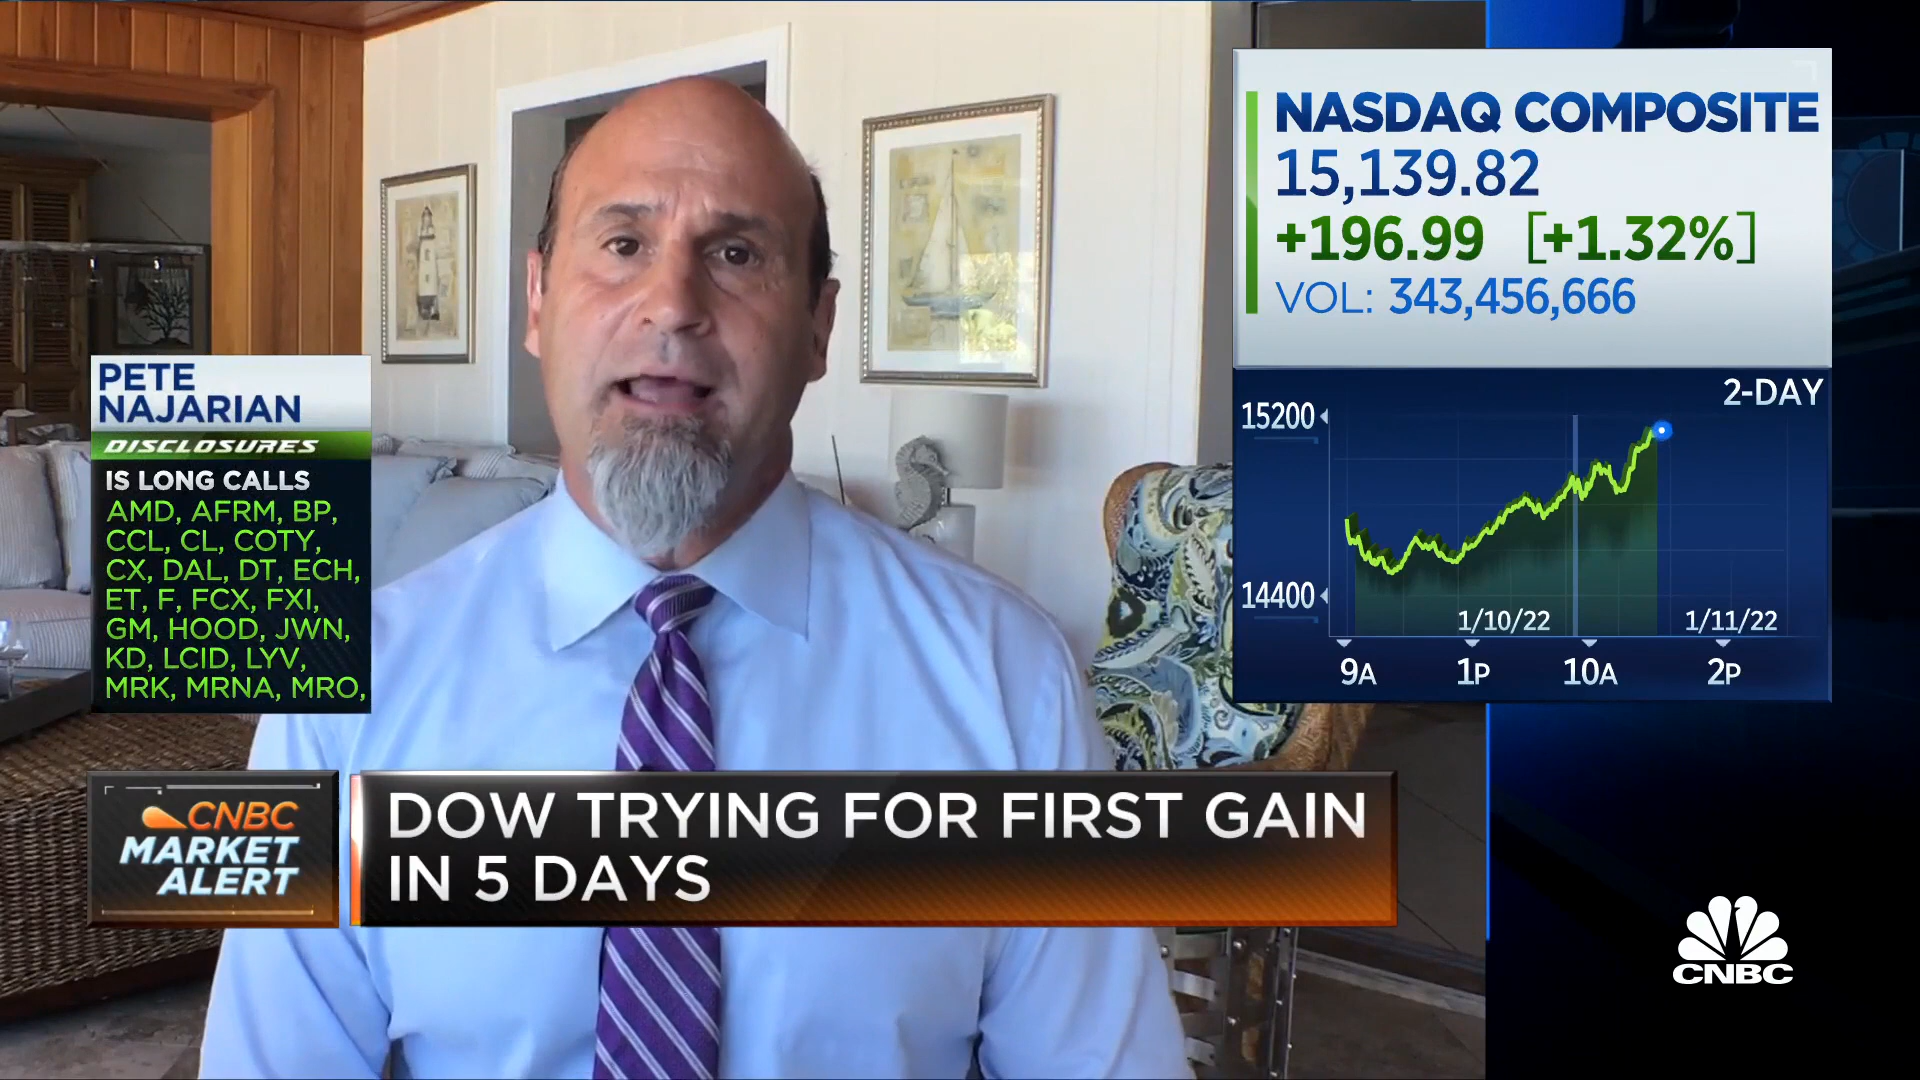 NASDAQ COMPOSITE
15,139.82
+196.99 [+1.32%]
VOL: 343,456,666
2-DAY
15200
14400
1/10/22 1/11/22
9A 1P 10A 2P
PETE
NAJARIAN
DISCLOSURES
IS LONG CALLS
AMD, AFRM, BP,
CCL, CL, COTY,
CX, DAL, DT, ECH,
ET, F, FCX, FXI,
GM, HOOD, JWN,
KD, LCID, LYV,
MRK, MRNA, MRO,
CNBC
MARKET
ALERT
DOW TRYING FOR FIRST GAIN
IN 5 DAYS
CNBC